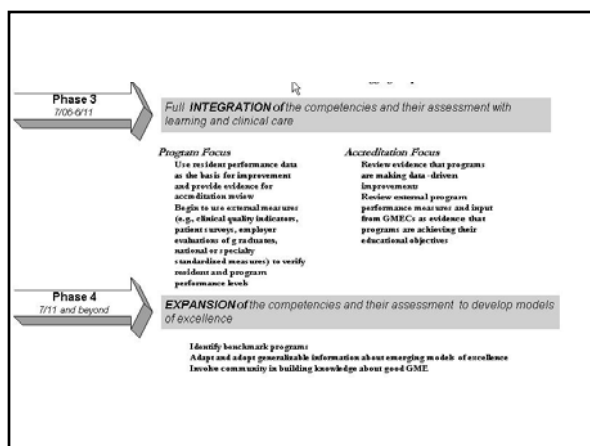 Phase 3
7/06-6/11
Full INTEGRATION of the competencies and their assessment with
learning and clinical care
Program Focus
Use resident performance data
as the basis for improvement
and provide evidence for
accreditation review
Begin to use external measures
(e.g., clinical quality indicators,
patient surveys, employer
evaluations of graduates,
national or specialty
standardized measures) to verify
resident and program
performance levels
Accreditation Focus
Review evidence that programs
are making data -driven
improvements
Review external program
performance measures and input
from GMECs as evidence that
programs are achieving their
educational objectives
Phase 4
7/11 and beyond
EXPANSION of the competencies and their assessment to develop models
of excellence
Identify benchmark programs
Adapt and adopt generalizable information about emerging models of excellence
Involve community in building knowledge about good GME